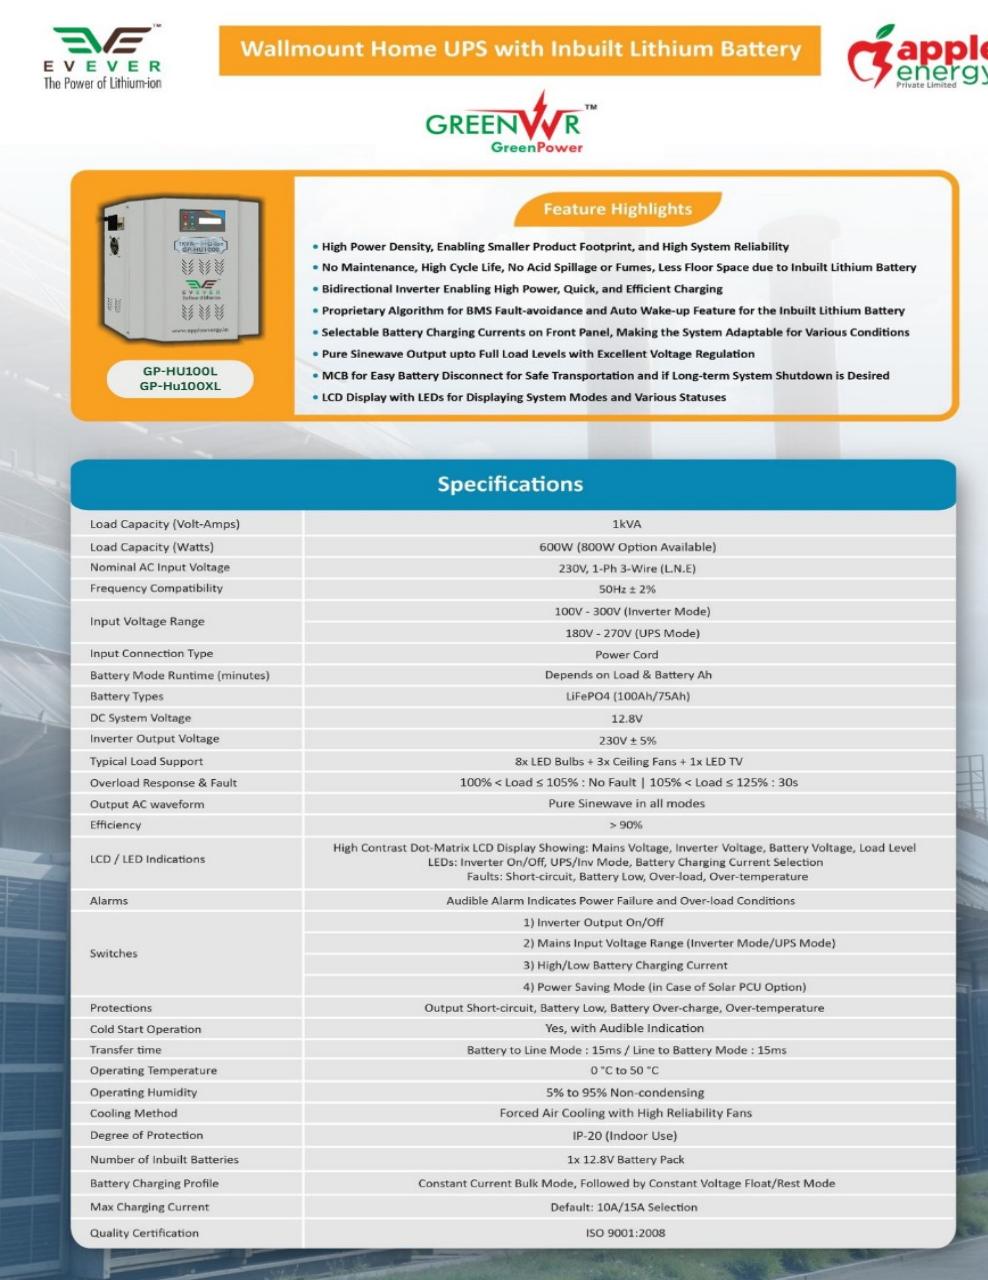 EVEVER
The Power of Lithium-ion
TM
Wallmount Home UPS with Inbuilt Lithium Battery
apple
energy
Private Limited
GREENWR TM
GreenPower
1kVA
GP-HU100
EVEVER
www.appleenergy.in
GP-HU100L
GP-Hu100XL
Feature Highlights
• High Power Density, Enabling Smaller Product Footprint, and High System Reliability
• No Maintenance, High Cycle Life, No Acid Spillage or Fumes, Less Floor Space due to Inbuilt Lithium Battery
• Bidirectional Inverter Enabling High Power, Quick, and Efficient Charging
• Proprietary Algorithm for BMS Fault-avoidance and Auto Wake-up Feature for the Inbuilt Lithium Battery
• Selectable Battery Charging Currents on Front Panel, Making the System Adaptable for Various Conditions
• Pure Sinewave Output upto Full Load Levels with Excellent Voltage Regulation
• MCB for Easy Battery Disconnect for Safe Transportation and if Long-term System Shutdown is Desired
• LCD Display with LEDs for Displaying System Modes and Various Statuses
Specifications
Load Capacity (Volt-Amps) 1kVA
Load Capacity (Watts) 600W (800W Option Available)
Nominal AC Input Voltage 230V, 1-Ph 3-Wire (L.N.E)
Frequency Compatibility 50Hz ± 2%
Input Voltage Range 100V - 300V (Inverter Mode)
180V - 270V (UPS Mode)
Input Connection Type Power Cord
Battery Mode Runtime (minutes) Depends on Load & Battery Ah
Battery Types LiFePO4 (100Ah/75Ah)
DC System Voltage 12.8V
Inverter Output Voltage 230V ± 5%
Typical Load Support 8x LED Bulbs + 3x Ceiling Fans + 1x LED TV
Overload Response & Fault 100% < Load ≤ 105% : No Fault | 105% < Load ≤ 125% : 30s
Output AC waveform Pure Sinewave in all modes
Efficiency > 90%
LCD / LED Indications High Contrast Dot-Matrix LCD Display Showing: Mains Voltage, Inverter Voltage, Battery Voltage, Load Level
LEDs: Inverter On/Off, UPS/Inv Mode, Battery Charging Current Selection
Faults: Short-circuit, Battery Low, Over-load, Over-temperature
Alarms Audible Alarm Indicates Power Failure and Over-load Conditions
Switches 1) Inverter Output On/Off
2) Mains Input Voltage Range (Inverter Mode/UPS Mode)
3) High/Low Battery Charging Current
4) Power Saving Mode (in Case of Solar PCU Option)
Protections Output Short-circuit, Battery Low, Battery Over-charge, Over-temperature
Cold Start Operation Yes, with Audible Indication
Transfer time Battery to Line Mode : 15ms / Line to Battery Mode : 15ms
Operating Temperature 0 °C to 50 °C
Operating Humidity 5% to 95% Non-condensing
Cooling Method Forced Air Cooling with High Reliability Fans
Degree of Protection IP-20 (Indoor Use)
Number of Inbuilt Batteries 1x 12.8V Battery Pack
Battery Charging Profile Constant Current Bulk Mode, Followed by Constant Voltage Float/Rest Mode
Max Charging Current Default: 10A/15A Selection
Quality Certification ISO 9001:2008